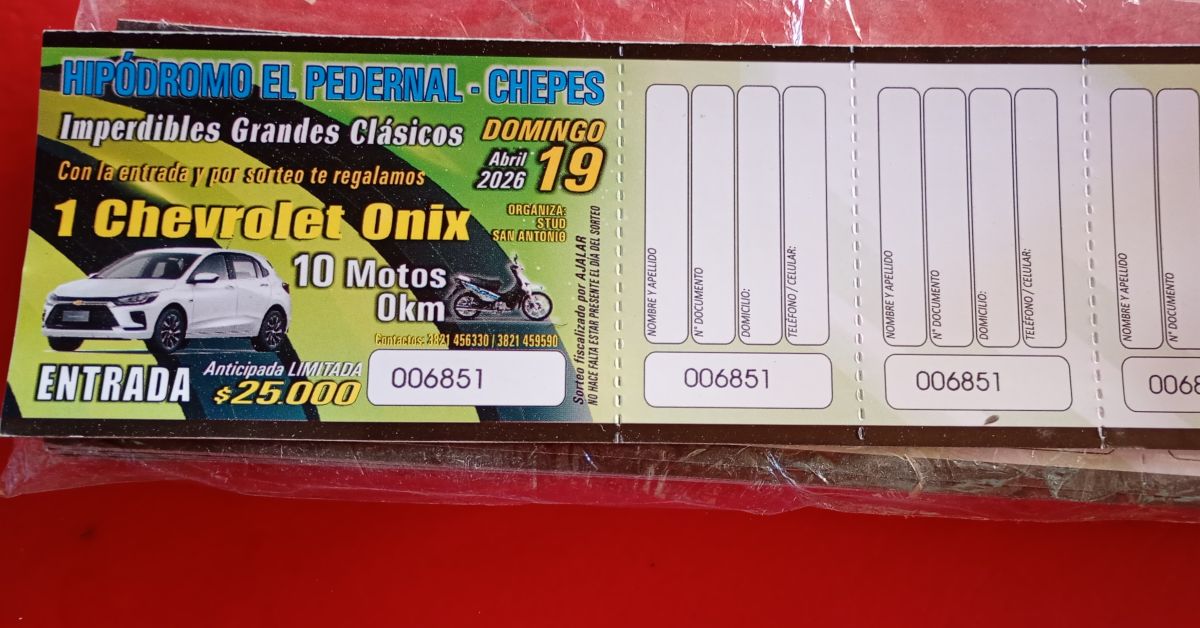 HIPÓDROMO EL PEDERNAL - CHEPES
Imperdibles Grandes Clásicos
DOMINGO
Abril 2026
19
Con la entrada y por sorteo te regalamos
1 Chevrolet Onix
ORGANIZA:
STUD
SAN ANTONIO
10 Motos
0km
Contactos: 3821 456330 / 3821 459590
ENTRADA
Anticipada LIMITADA
$25.000
006851
Sorteo fiscalizado por AJALAR
NO HACE FALTA ESTAR PRESENTE EL DÍA DEL SORTEO
NOMBRE Y APELLIDO
N° DOCUMENTO
DOMICILIO:
TELÉFONO / CELULAR:
006851
NOMBRE Y APELLIDO
N° DOCUMENTO
DOMICILIO:
TELÉFONO / CELULAR:
006851
NOMBRE Y APELLIDO
N° DOCUMENTO